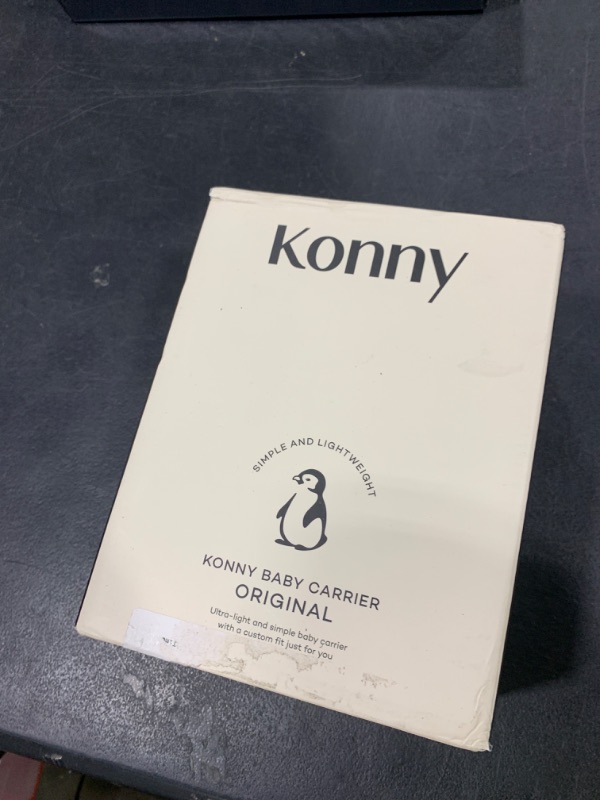 Konny
SIMPLE AND LIGHTWEIGHT
KONNY BABY CARRIER
ORIGINAL
Ultra-light and simple baby carrier
with a custom fit just for you